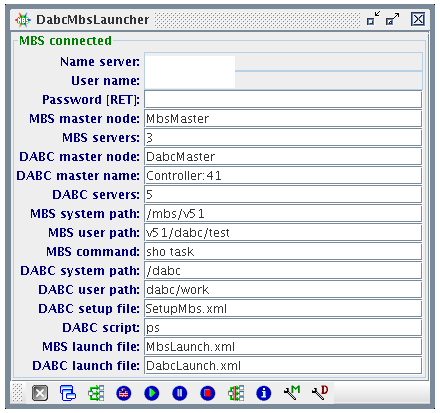 DabcMbsLauncher
MBS connected
Name server:
User name:
Password [RET]:
MBS master node: MbsMaster
MBS servers: 3
DABC master node: DabcMaster
DABC master name: Controller:41
DABC servers: 5
MBS system path: /mbs/v51
MBS user path: v51/dabc/test
MBS command: sho task
DABC system path: /dabc
DABC user path: dabc/work
DABC setup file: SetupMbs.xml
DABC script: ps
MBS launch file: MbsLaunch.xml
DABC launch file: DabcLaunch.xml
M D